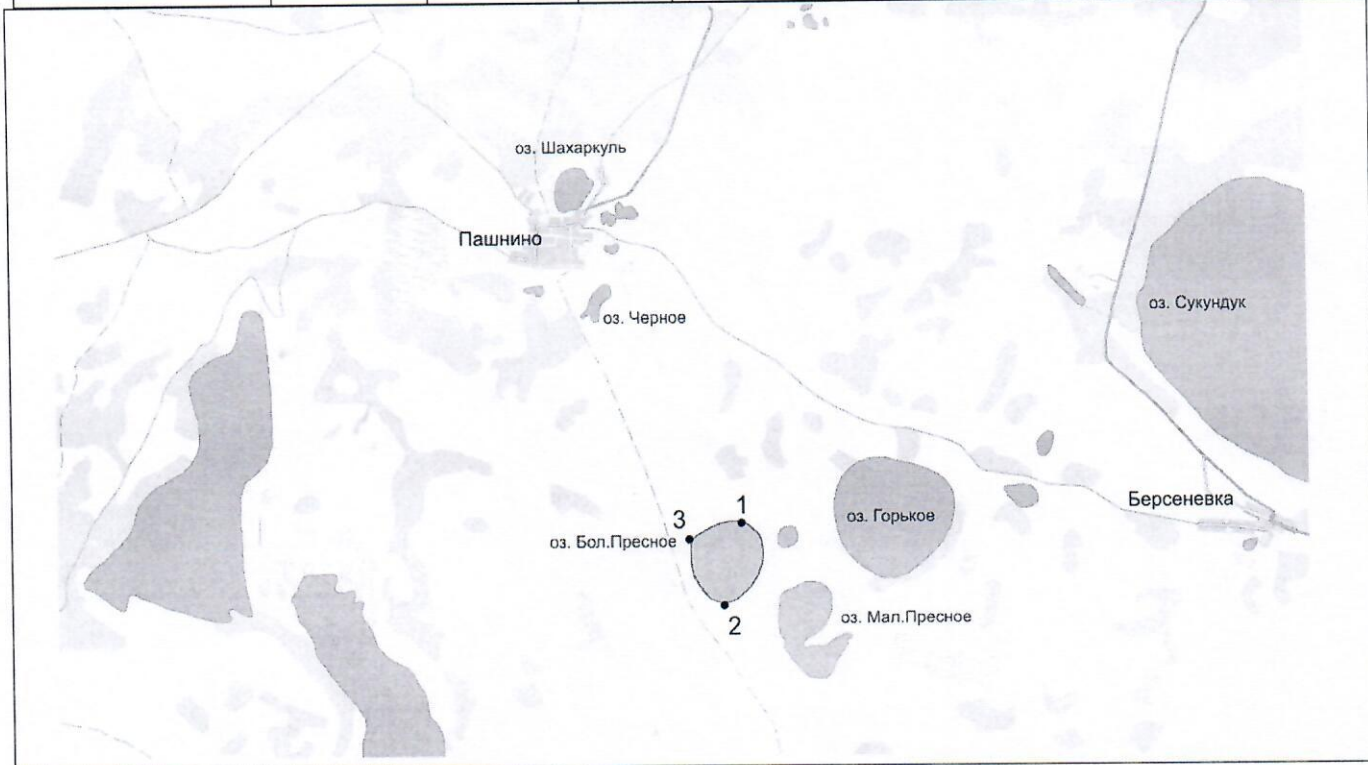 оз. Шахаркуль
Пашнино
оз. Черное
оз. Сукундук
Берсеневка
оз. Горькое
1
3
оз. Бол.Пресное
2
оз. Мал.Пресное